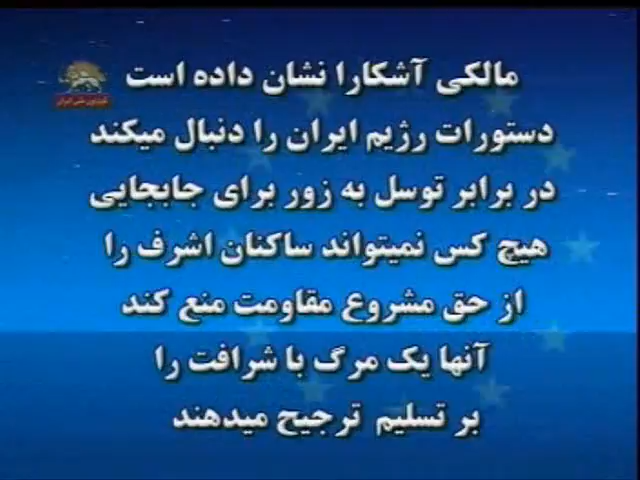 مالکی آشکارا نشان داده است
دستورات رژیم ایران را دنبال میکند
در برابر توسل به زور برای جابجایی
هیچ کس نمیتواند ساکنان اشرف را
از حق مشروع مقاومت منع کند
آنها یک مرگ با شرافت را
بر تسلیم ترجیح میدهند